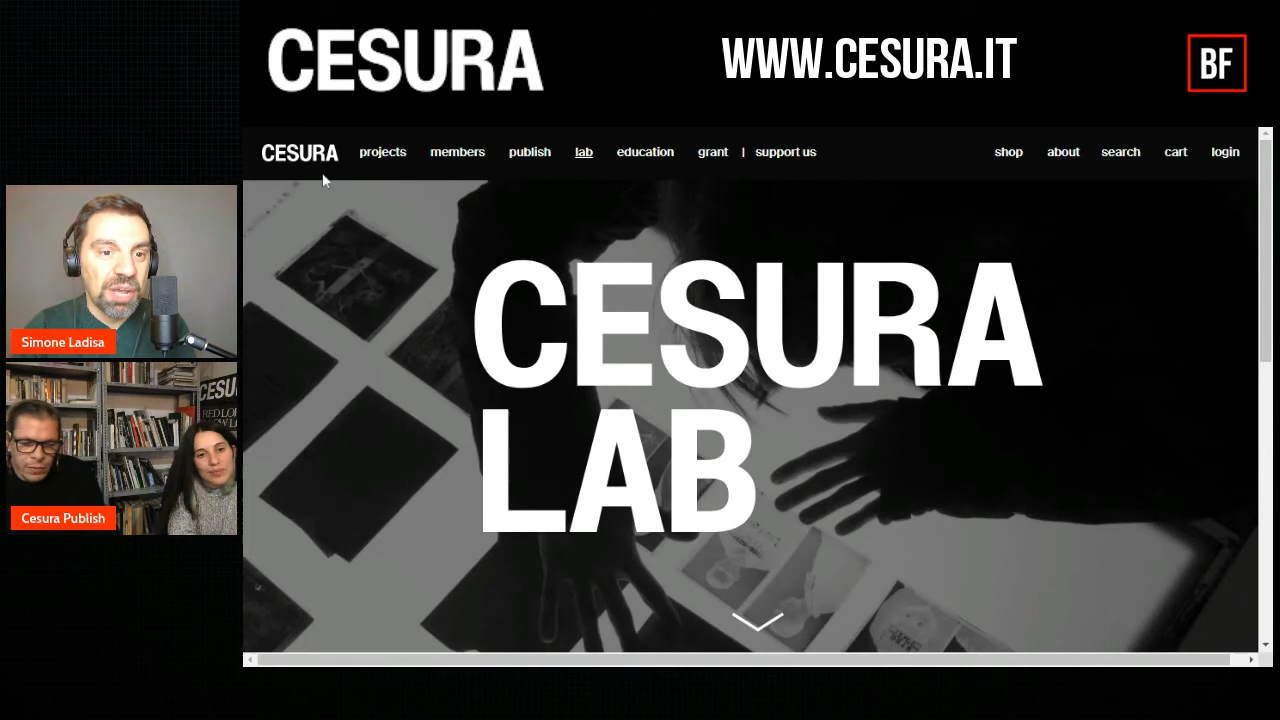 CESURA
WWW.CESURA.IT
BF
CESURA projects members publish lab education grant | support us shop about search cart login
CESURA
LAB
Simone Ladisa
CESU
Cesura Publish